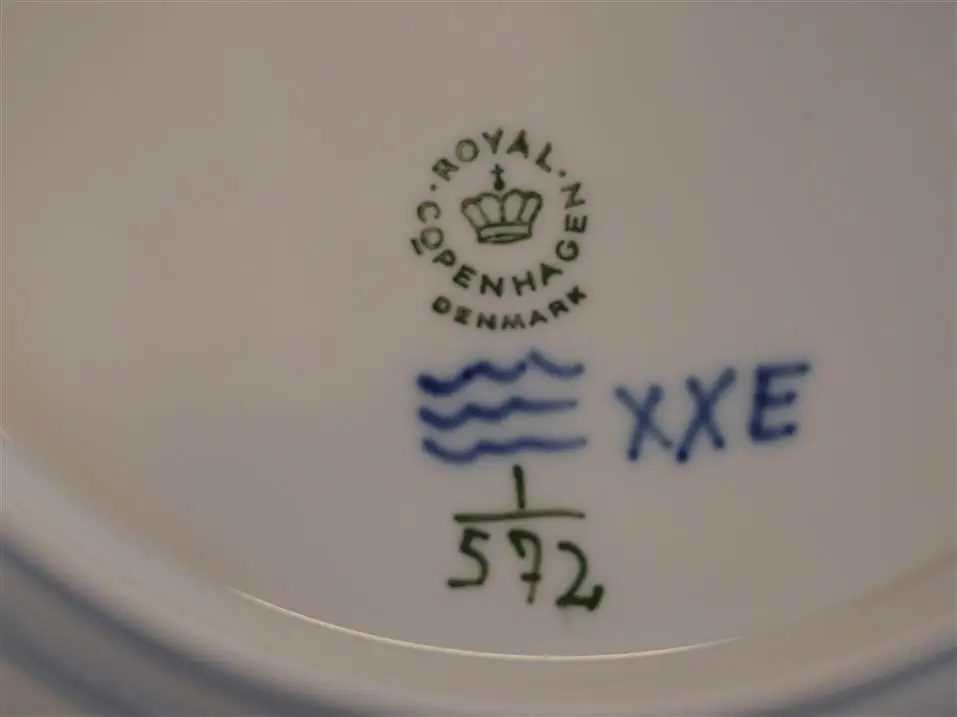 ROYAL
COPENHAGEN
DENMARK
XXE
1
572